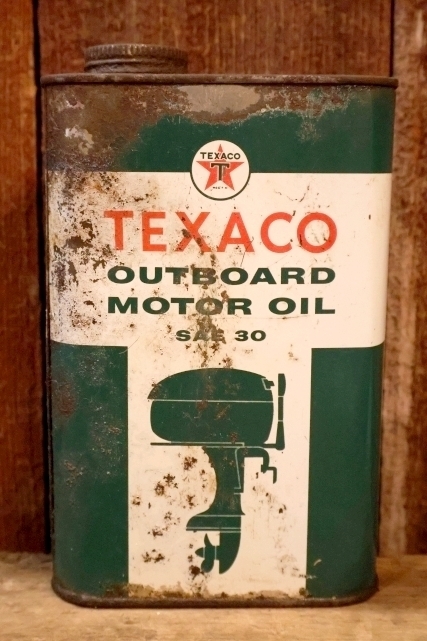 TEXACO
T
TEXACO
OUTBOARD
MOTOR OIL
SAE 30